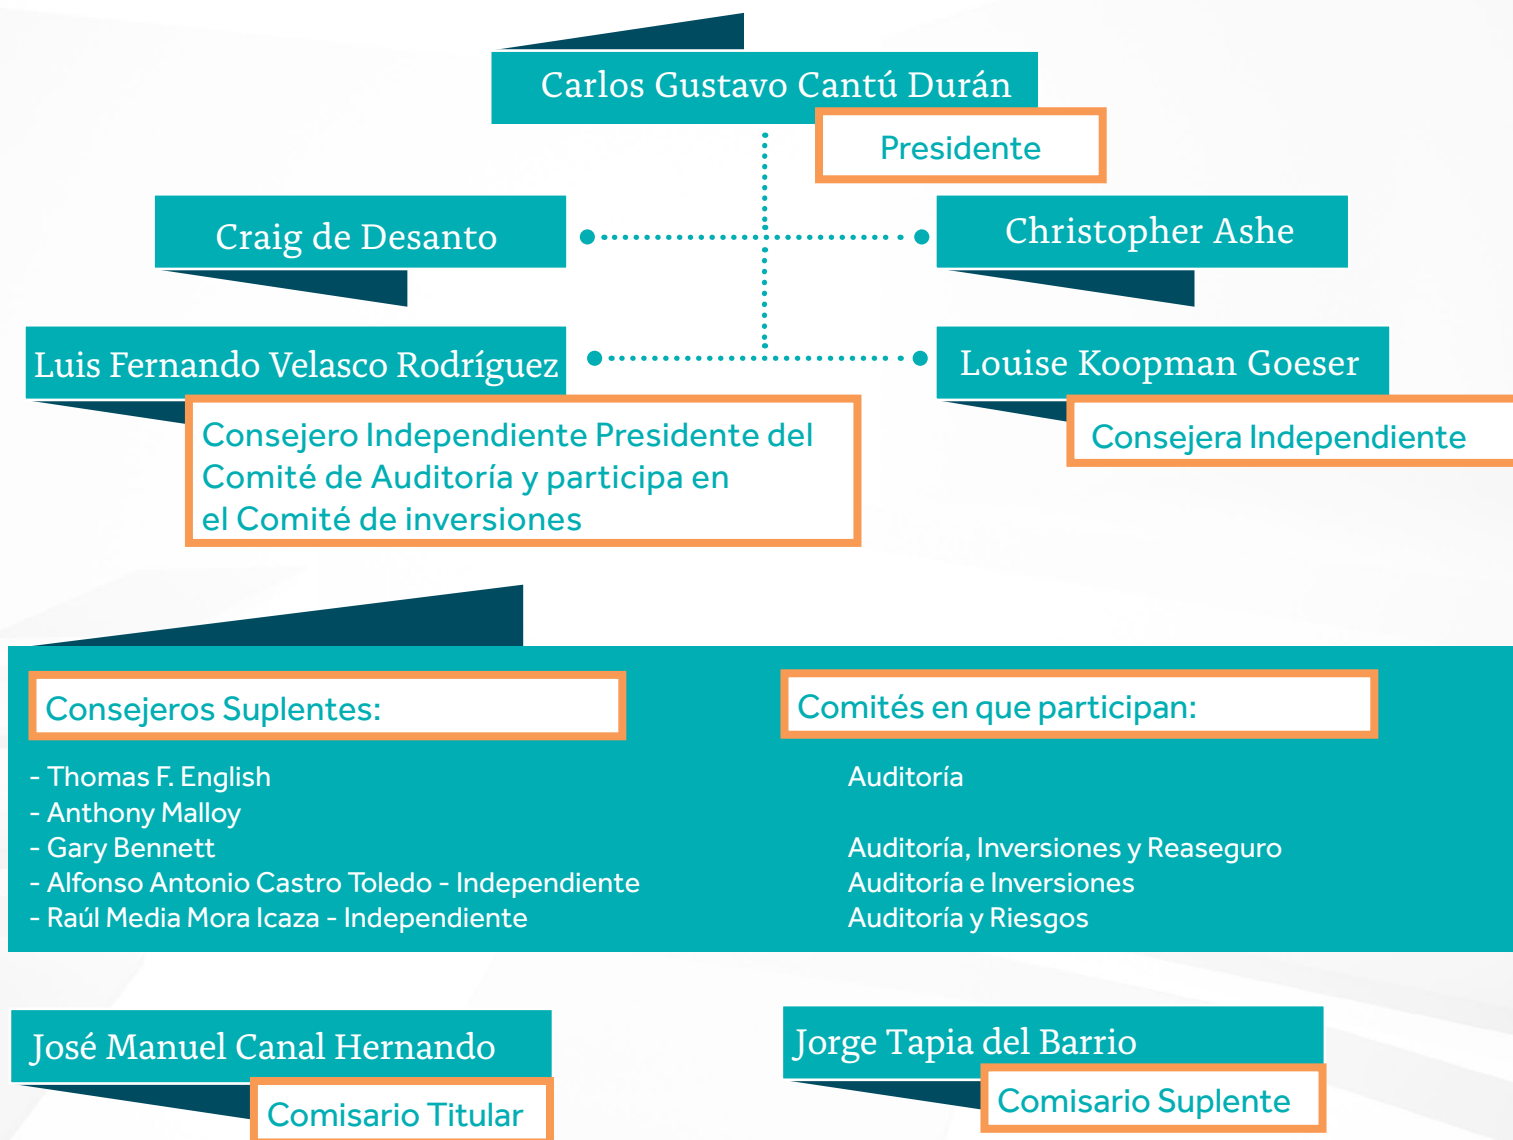 Carlos Gustavo Cantú Durán
Presidente
Craig de Desanto
Christopher Ashe
Luis Fernando Velasco Rodríguez
Consejero Independiente Presidente del
Comité de Auditoría y participa en
el Comité de inversiones
Louise Koopman Goeser
Consejera Independiente
Consejeros Suplentes:
Comités en que participan:
- Thomas F. English
Auditoría
- Anthony Malloy
- Gary Bennett
Auditoría, Inversiones y Reaseguro
- Alfonso Antonio Castro Toledo - Independiente
Auditoría e Inversiones
- Raúl Media Mora Icaza - Independiente
Auditoría y Riesgos
José Manuel Canal Hernando
Comisario Titular
Jorge Tapia del Barrio
Comisario Suplente